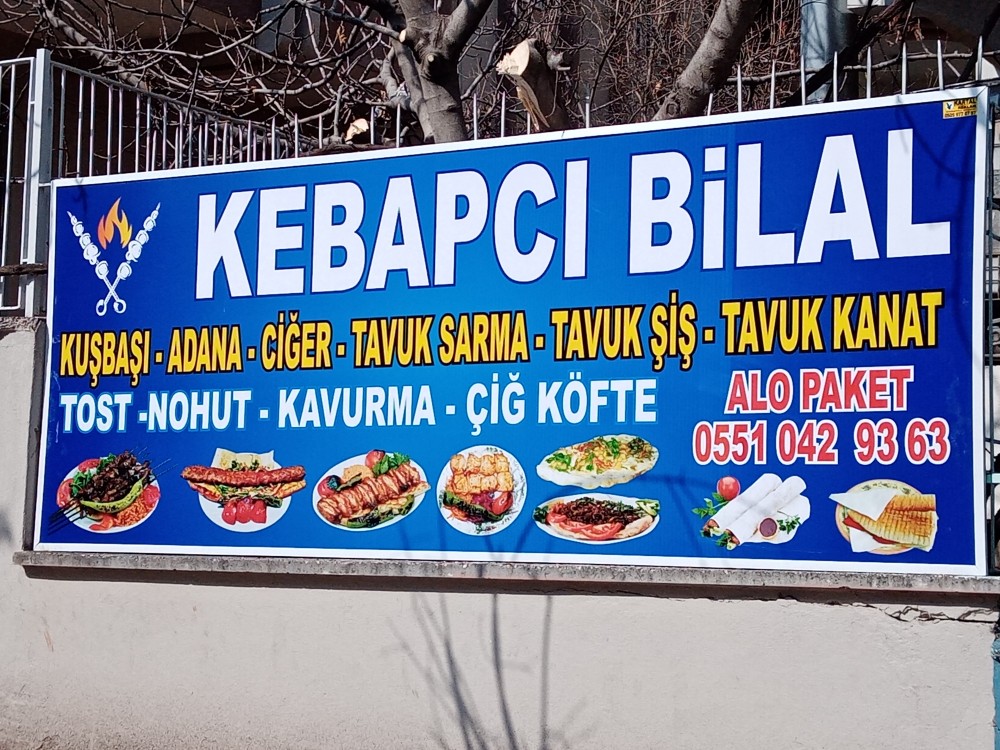 KEBAPCI BiLAL
KUŞBAŞI - ADANA - CİĞER - TAVUK SARMA - TAVUK ŞİŞ - TAVUK KANAT
TOST -NOHUT - KAVURMA - ÇİĞ KÖFTE
ALO PAKET
0551 042 93 63